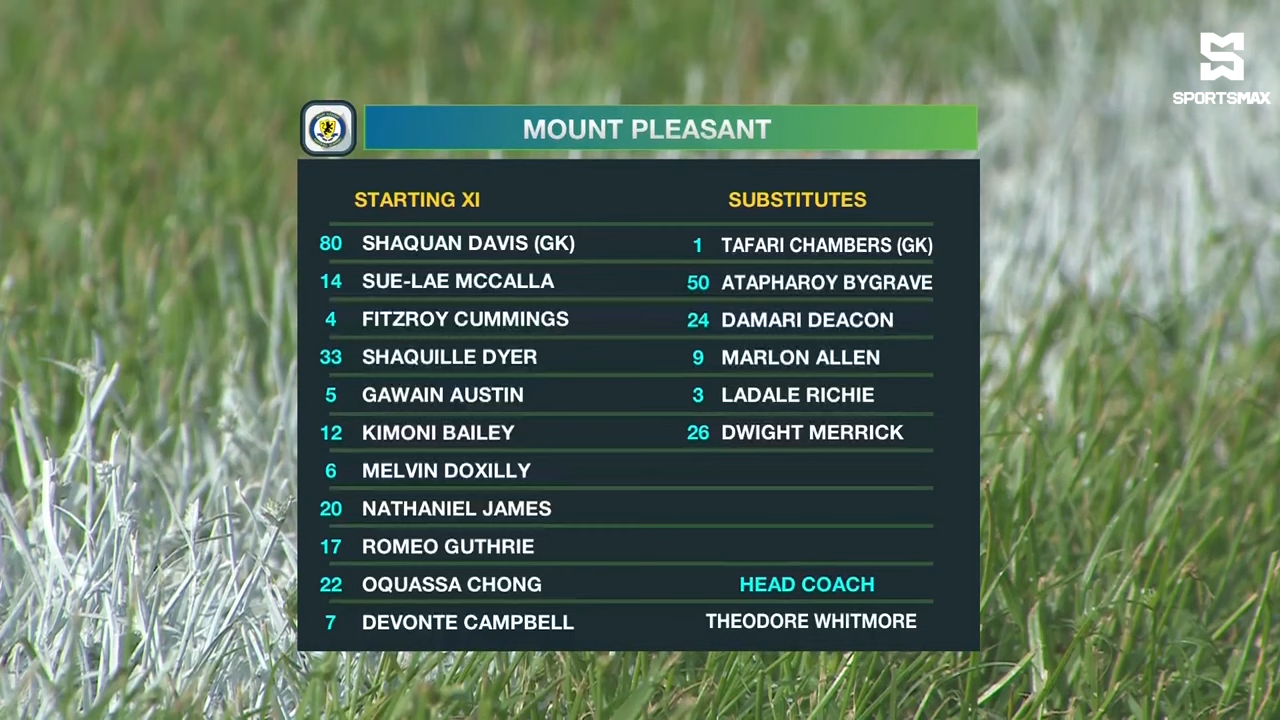 SPORTSMAX
MOUNT PLEASANT
STARTING XI
80 SHAQUAN DAVIS (GK)
14 SUE-LAE MCCALLA
4 FITZROY CUMMINGS
33 SHAQUILLE DYER
5 GAWAIN AUSTIN
12 KIMONI BAILEY
6 MELVIN DOXILLY
20 NATHANIEL JAMES
17 ROMEO GUTHRIE
22 OQUASSA CHONG
7 DEVONTE CAMPBELL
SUBSTITUTES
1 TAFARI CHAMBERS (GK)
50 ATAPHAROY BYGRAVE
24 DAMARI DEACON
9 MARLON ALLEN
3 LADALE RICHIE
26 DWIGHT MERRICK
HEAD COACH
THEODORE WHITMORE